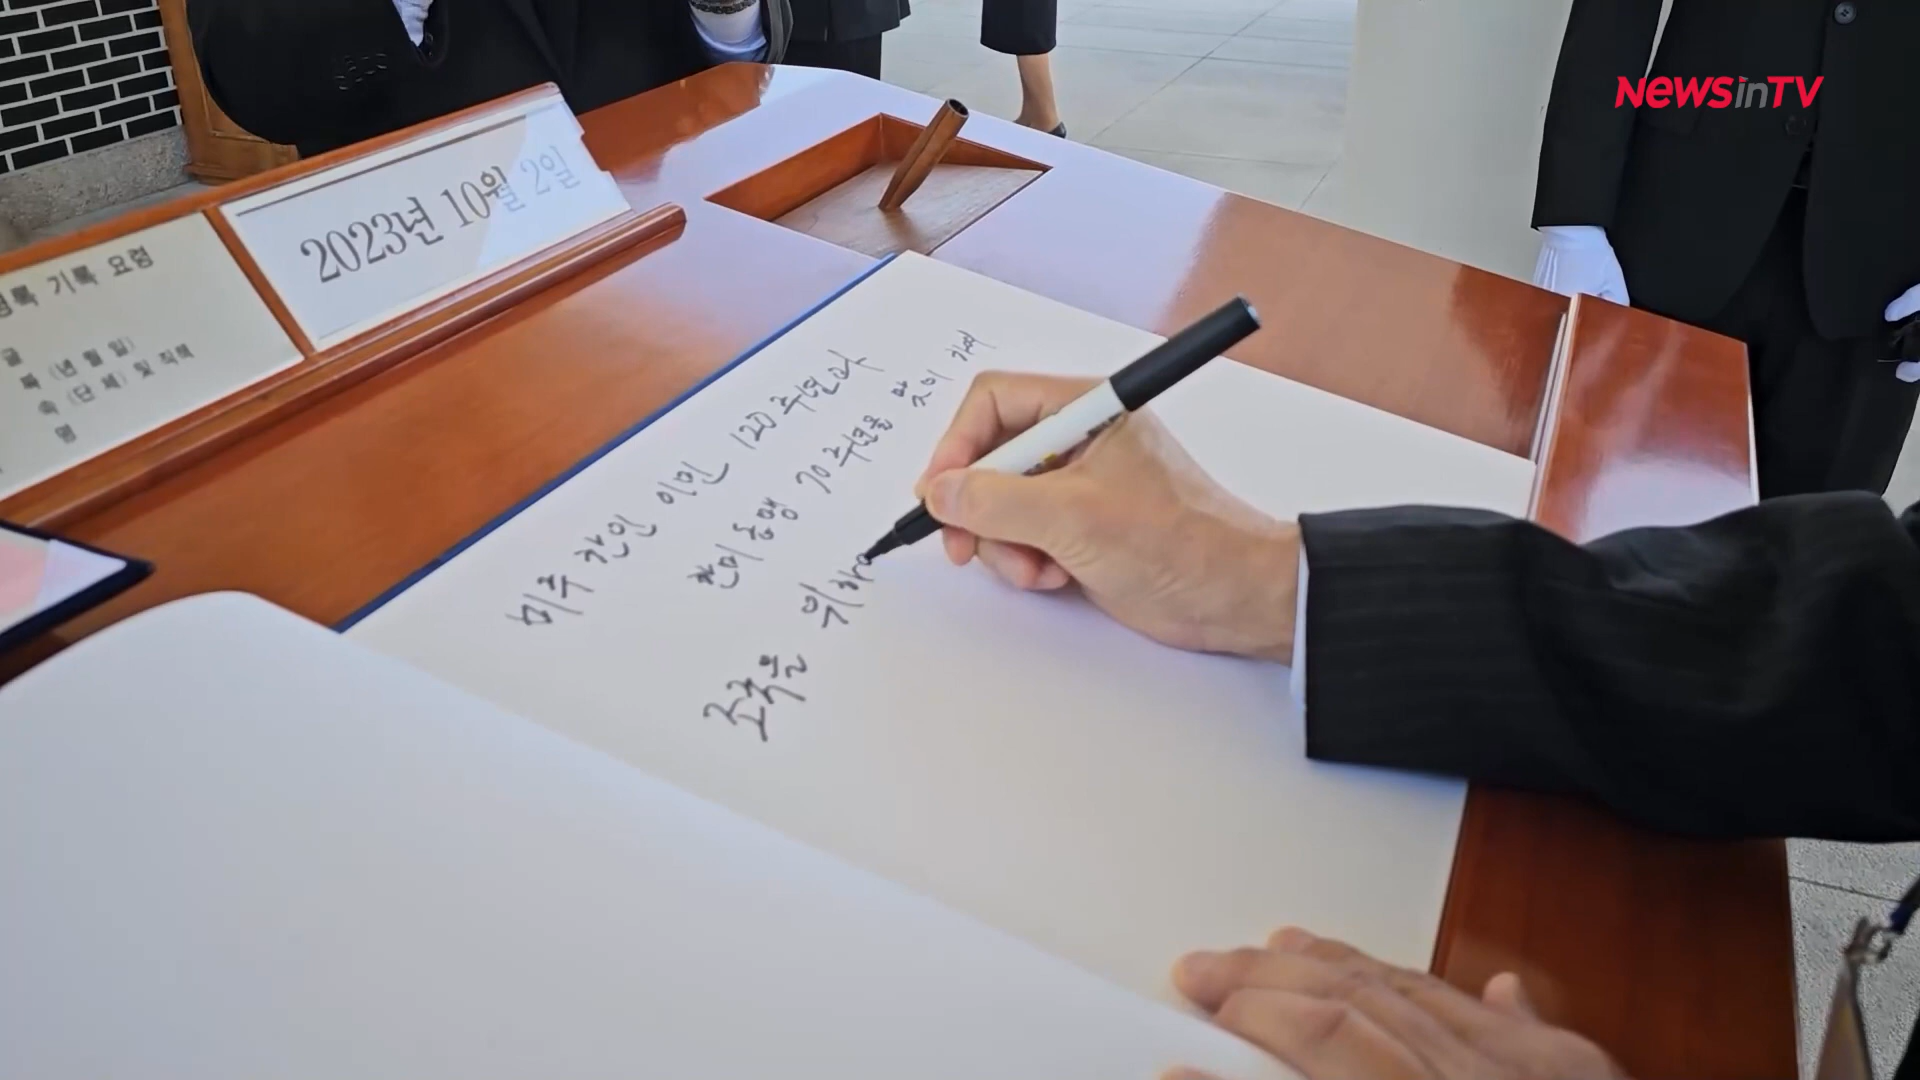 NEWSinTV
2023년 10월 2일
기록 요령
(년 월 일)
속 (단 체) 및 직책
명
미주 한인 이민 120주년과
한미동맹 70주년을 맞이하여
조국을 위하